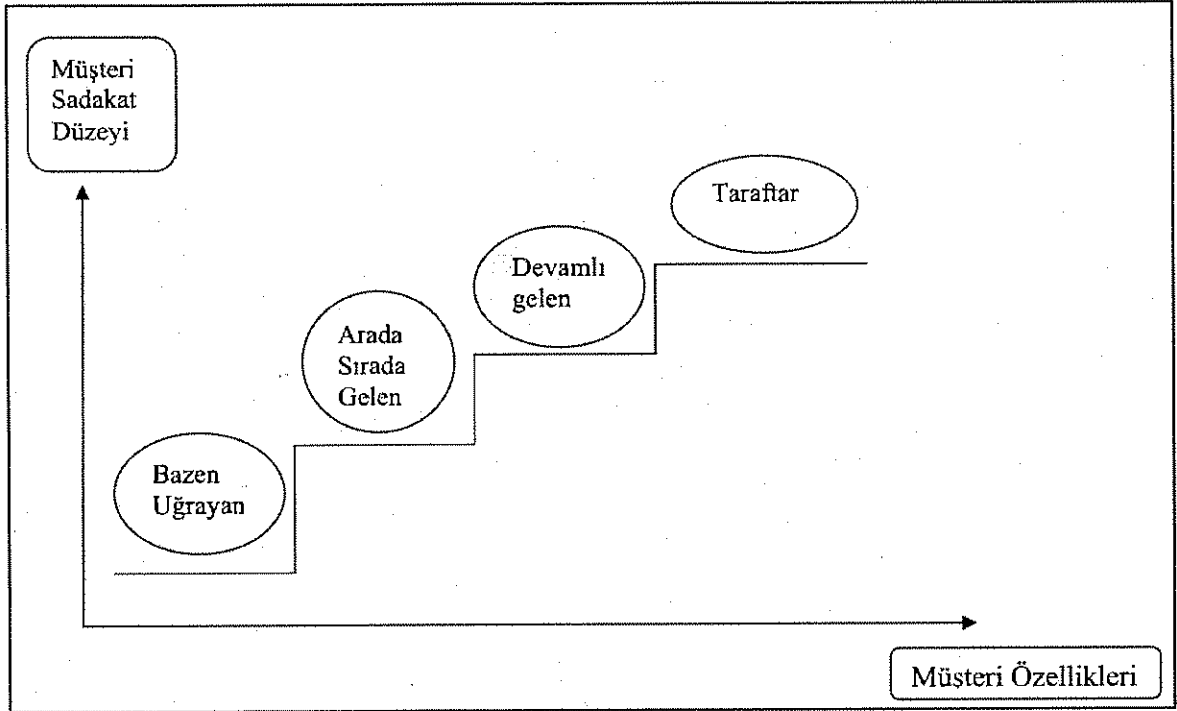 Müşteri
Sadakat
Düzeyi
Taraftar
Devamlı
gelen
Arada
Sırada
Gelen
Bazen
Uğrayan
Müşteri Özellikleri